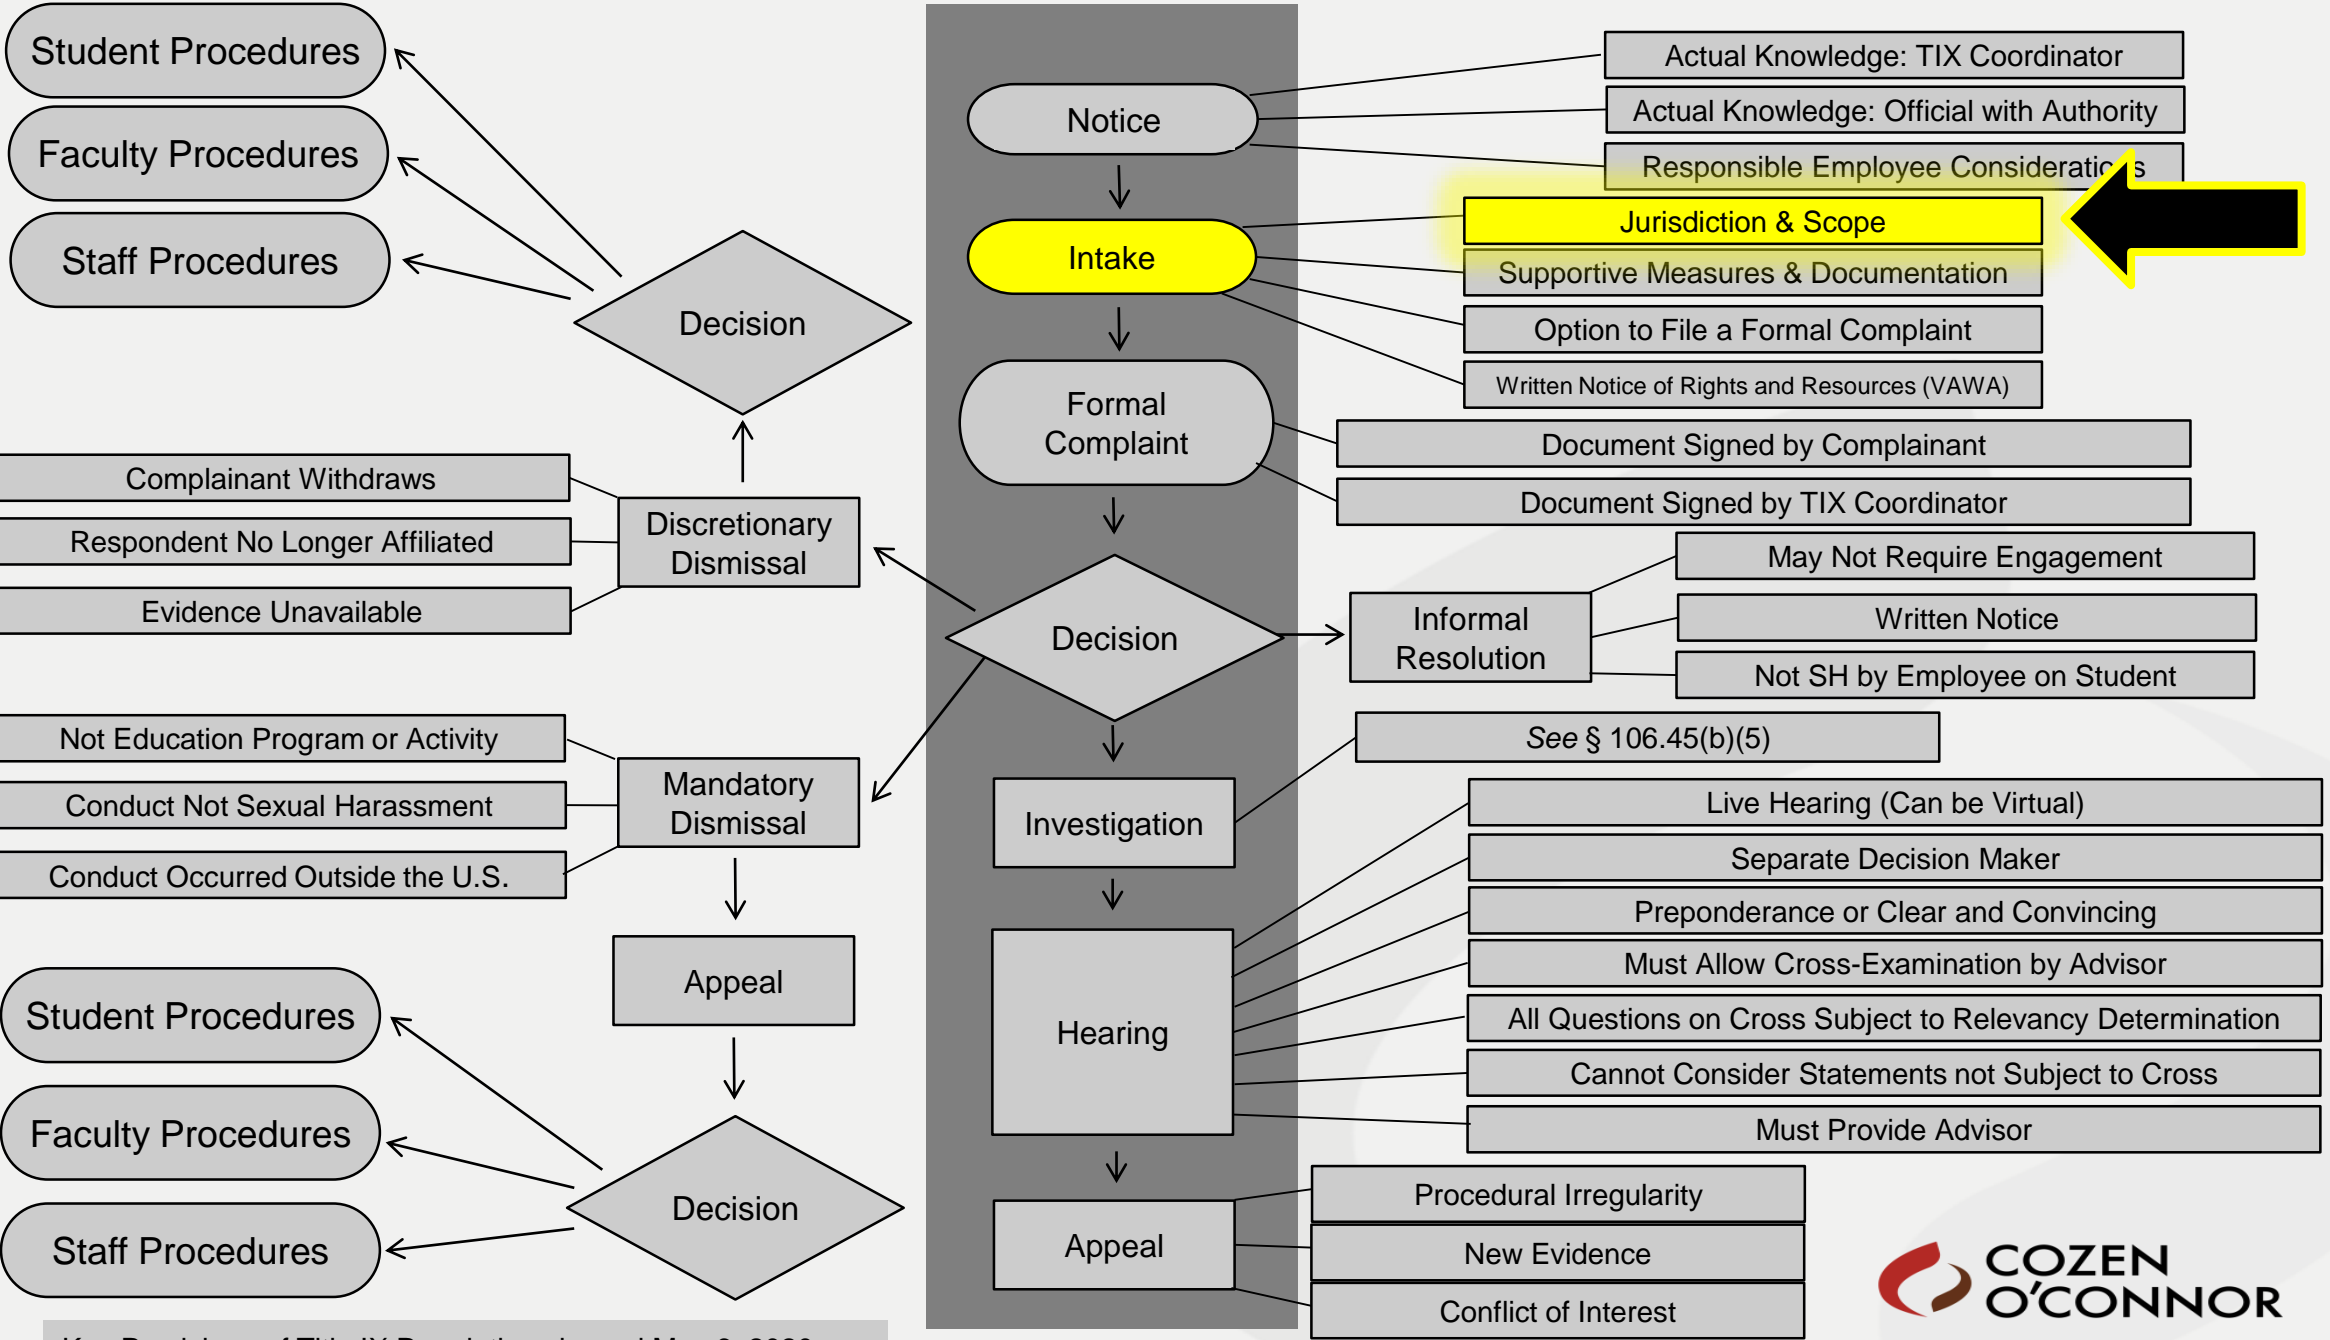 Student Procedures
Faculty Procedures
Staff Procedures
Decision
Complainant Withdraws
Respondent No Longer Affiliated
Evidence Unavailable
Discretionary
Dismissal
Not Education Program or Activity
Conduct Not Sexual Harassment
Conduct Occurred Outside the U.S.
Mandatory
Dismissal
Appeal
Student Procedures
Faculty Procedures
Staff Procedures
Decision
Notice
Actual Knowledge: TIX Coordinator
Actual Knowledge: Official with Authority
Responsible Employee Considerations
Intake
Jurisdiction & Scope
Supportive Measures & Documentation
Option to File a Formal Complaint
Written Notice of Rights and Resources (VAWA)
Formal
Complaint
Document Signed by Complainant
Document Signed by TIX Coordinator
Decision
Informal
Resolution
May Not Require Engagement
Written Notice
Not SH by Employee on Student
Investigation
See § 106.45(b)(5)
Hearing
Live Hearing (Can be Virtual)
Separate Decision Maker
Preponderance or Clear and Convincing
Must Allow Cross-Examination by Advisor
All Questions on Cross Subject to Relevancy Determination
Cannot Consider Statements not Subject to Cross
Must Provide Advisor
Appeal
Procedural Irregularity
New Evidence
Conflict of Interest
COZEN
O'CONNOR